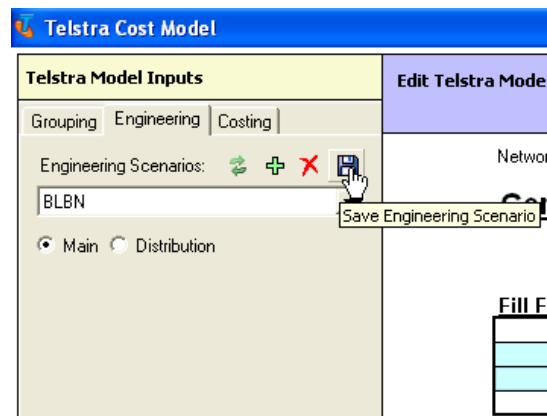 Telstra Cost Model
Telstra Model Inputs
Grouping Engineering Costing
Engineering Scenarios:
BLBN
Save Engineering Scenario
Main Distribution
Edit Telstra Mode
Networ
Fill F